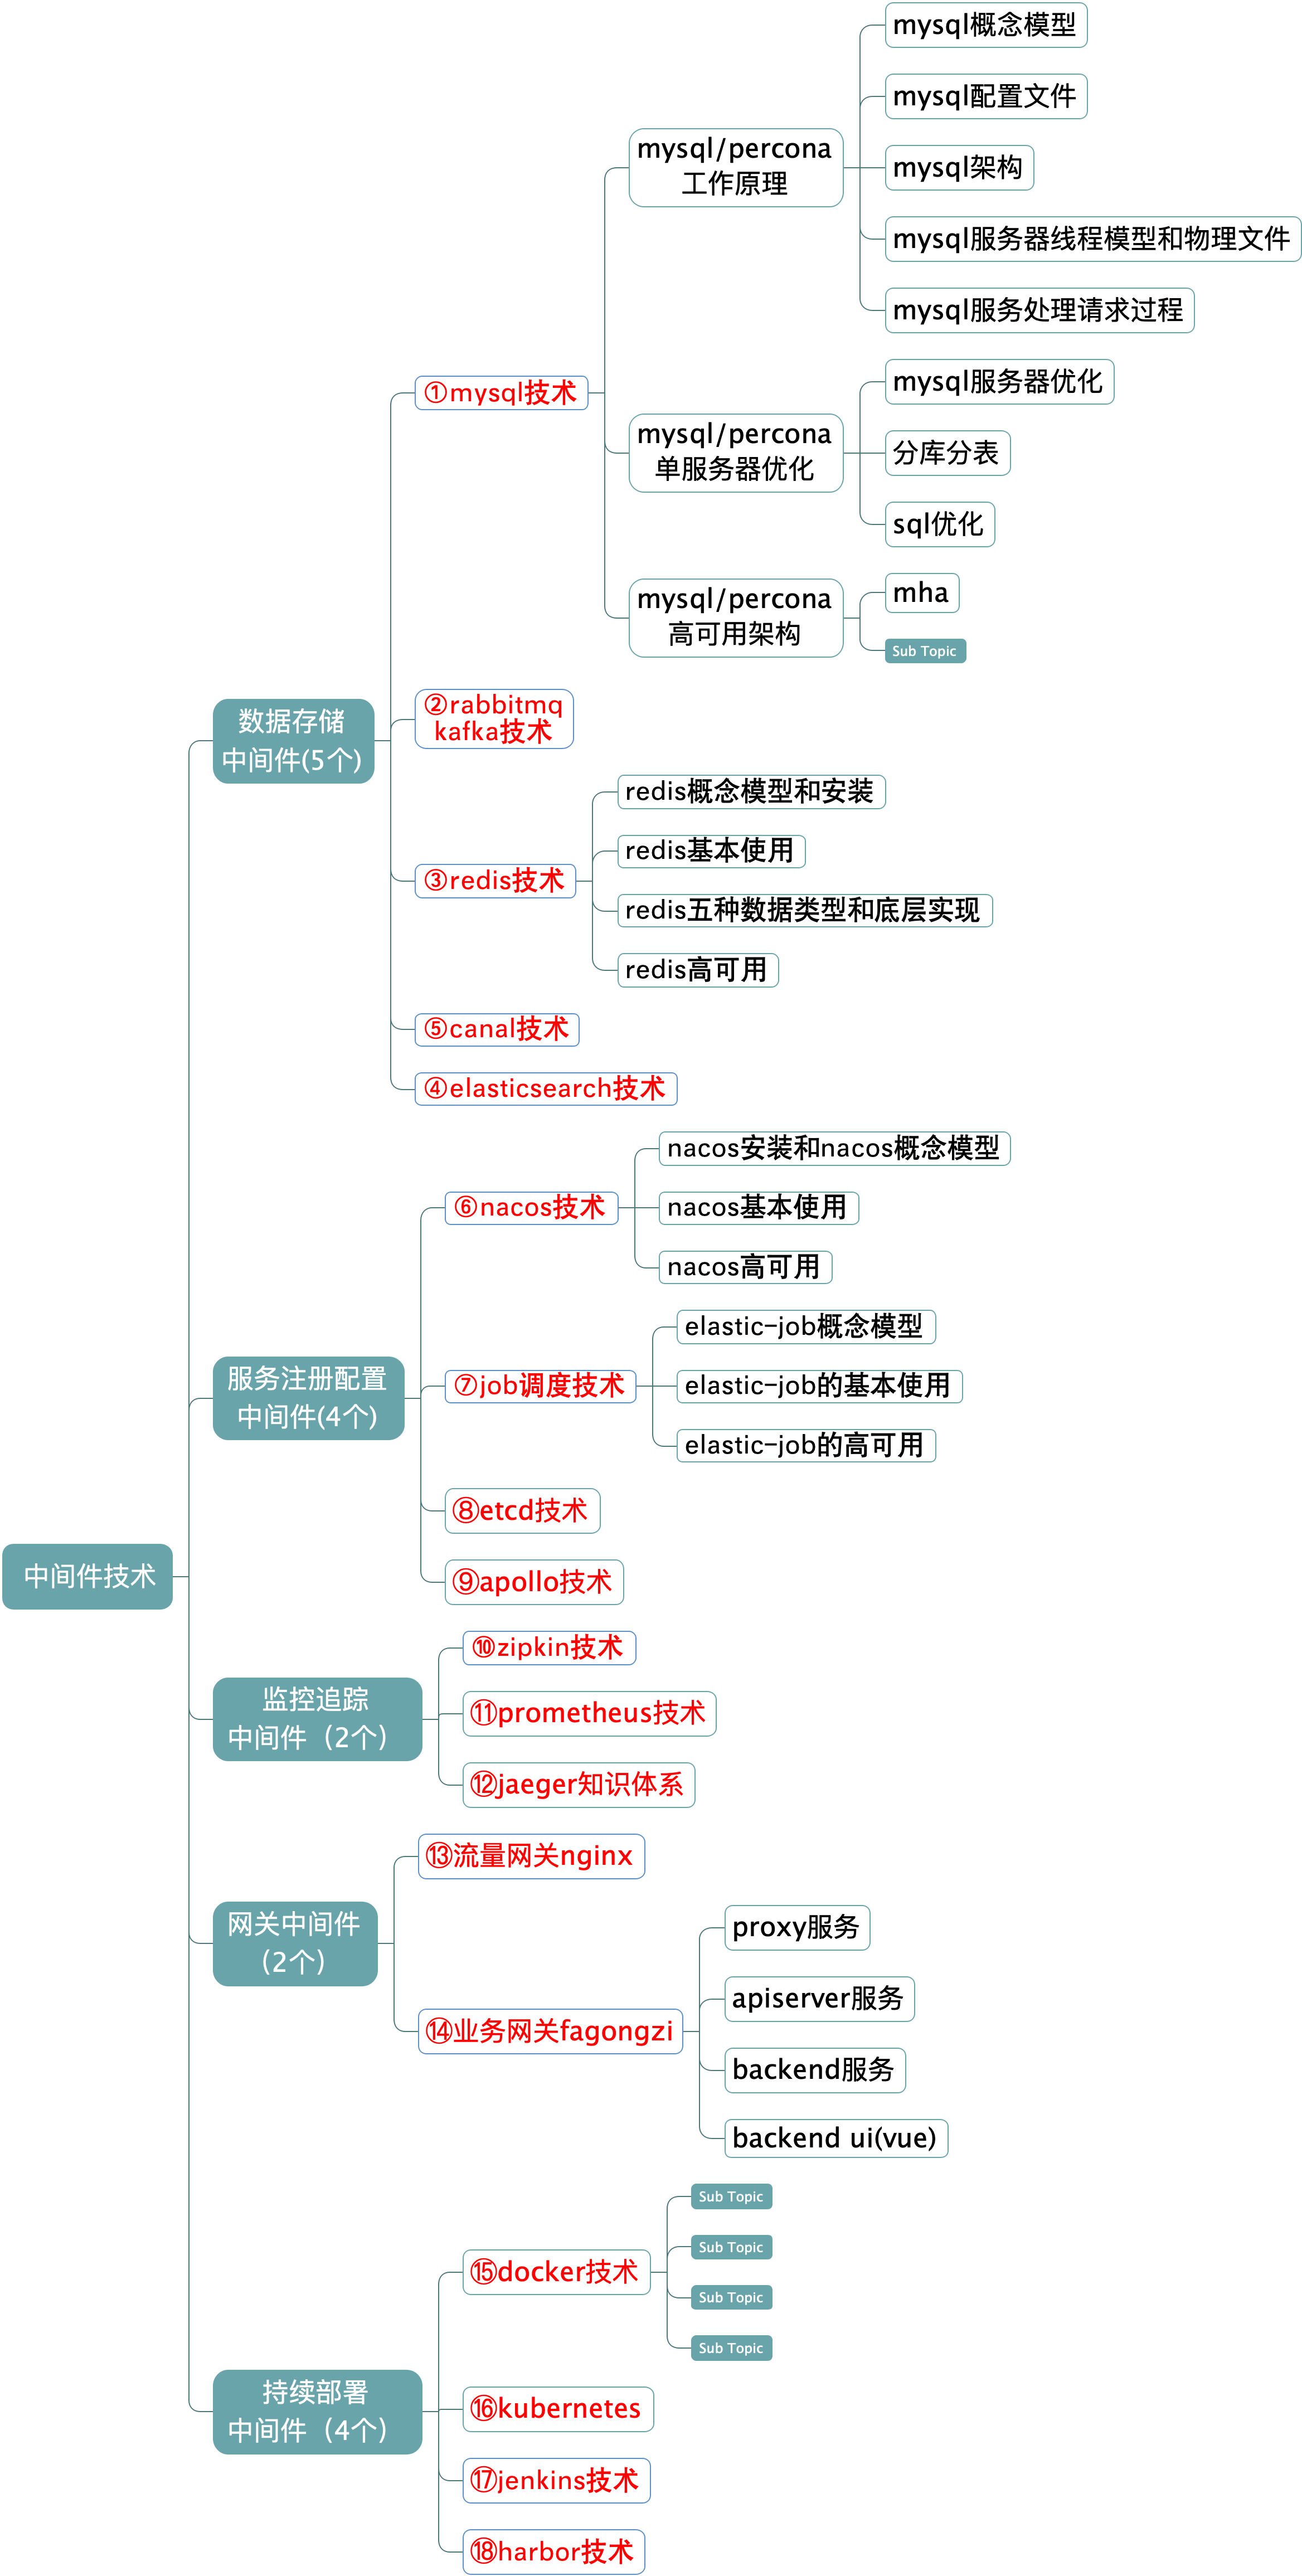 中间件技术
数据存储
中间件(5个)
①mysql技术
mysql/percona
工作原理
mysql概念模型
mysql配置文件
mysql架构
mysql服务器线程模型和物理文件
mysql服务处理请求过程
mysql/percona
单服务器优化
mysql服务器优化
分库分表
sql优化
mysql/percona
高可用架构
mha
Sub Topic
②rabbitmq
kafka技术
③redis技术
redis概念模型和安装
redis基本使用
redis五种数据类型和底层实现
redis高可用
⑤canal技术
④elasticsearch技术
服务注册配置
中间件(4个)
⑥nacos技术
nacos安装和nacos概念模型
nacos基本使用
nacos高可用
⑦job调度技术
elastic-job概念模型
elastic-job的基本使用
elastic-job的高可用
⑧etcd技术
⑨apollo技术
监控追踪
中间件（2个）
⑩zipkin技术
⑪prometheus技术
⑫jaeger知识体系
网关中间件
（2个）
⑬流量网关nginx
⑭业务网关fagongzi
proxy服务
apiserver服务
backend服务
backend ui(vue)
持续部署
中间件（4个）
⑮docker技术
Sub Topic
Sub Topic
Sub Topic
Sub Topic
⑯kubernetes
⑰jenkins技术
⑱harbor技术